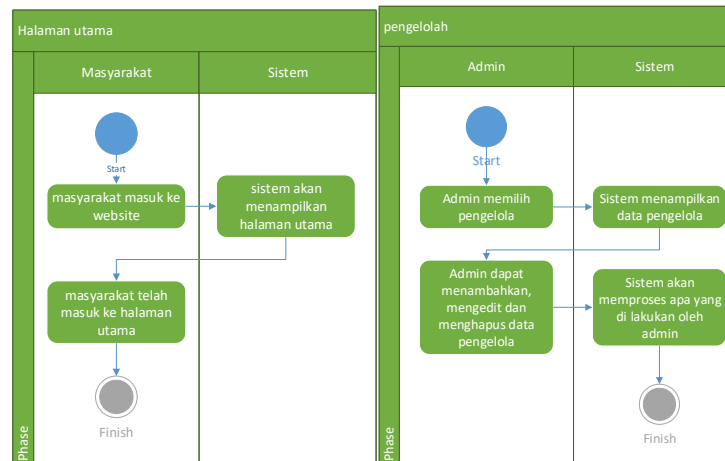 Halaman utama
Masyarakat
Sistem
Start
masyarakat masuk ke
website
sistem akan
menampilkan
halaman utama
masyarakat telah
masuk ke halaman
utama
Finish
Phase
pengelolah
Admin
Sistem
Start
Admin memilih
pengelola
Sistem menampilkan
data pengelola
Admin dapat
menambahkan,
mengedit dan
menghapus data
pengelola
Sistem akan
memproses apa yang
di lakukan oleh
admin
Finish
Phase